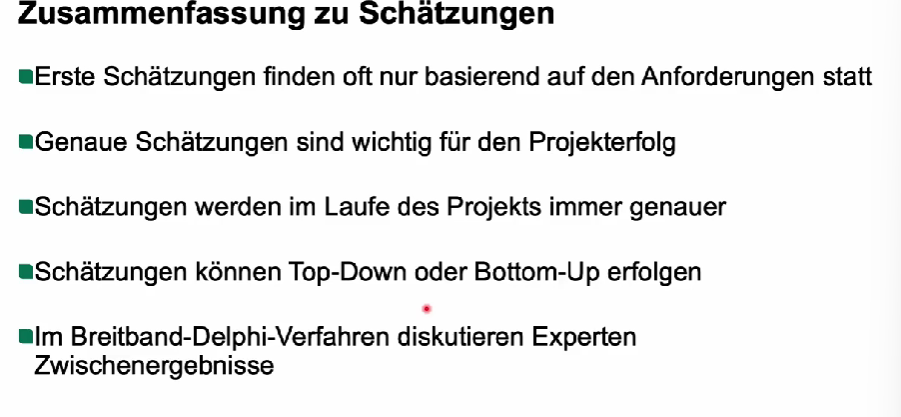 Zusammenfassung zu Schätzungen
Erste Schätzungen finden oft nur basierend auf den Anforderungen statt
Genaue Schätzungen sind wichtig für den Projekterfolg
Schätzungen werden im Laufe des Projekts immer genauer
Schätzungen können Top-Down oder Bottom-Up erfolgen
Im Breitband-Delphi-Verfahren diskutieren Experten
Zwischenergebnisse